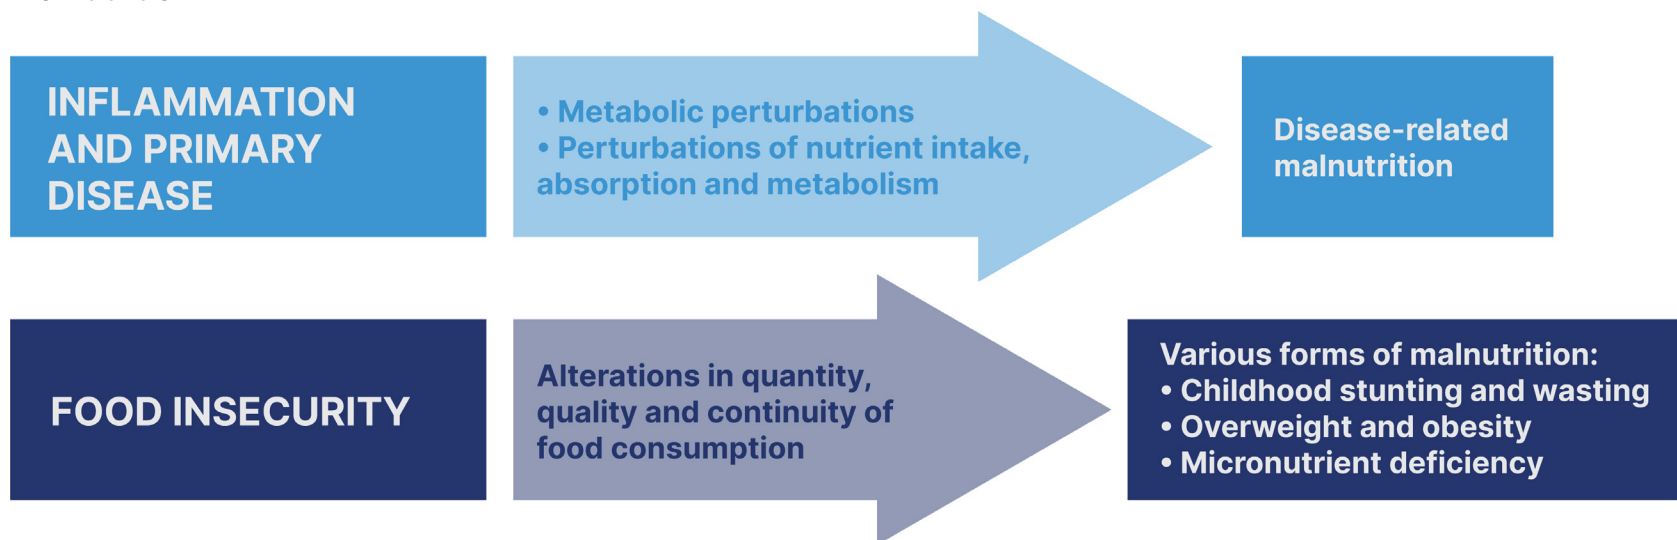 INFLAMMATION
AND PRIMARY
DISEASE
• Metabolic perturbations
• Perturbations of nutrient intake,
absorption and metabolism
Disease-related
malnutrition
FOOD INSECURITY
Alterations in quantity,
quality and continuity of
food consumption
Various forms of malnutrition:
• Childhood stunting and wasting
• Overweight and obesity
• Micronutrient deficiency